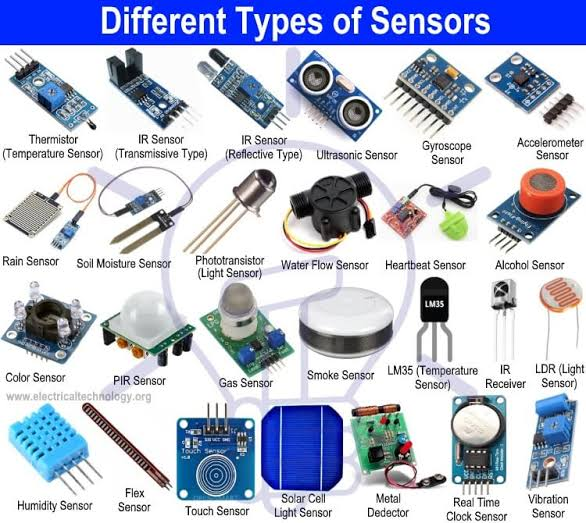 Different Types of Sensors
Thermistor
(Temperature Sensor)
IR Sensor
(Transmissive Type)
IR Sensor
(Reflective Type)
Ultrasonic Sensor
Gyroscope
Sensor
Accelerometer
Sensor
Rain Sensor
Soil Moisture Sensor
Phototransistor
(Light Sensor)
Water Flow Sensor
Heartbeat Sensor
Alcohol Sensor
LM35
Color Sensor
PIR Sensor
Gas Sensor
Smoke Sensor
LM35 (Temperature
Sensor)
IR
Receiver
LDR (Light
Sensor)
www.electricaltechnology.org
Touch Sensor
Humidity Sensor
Flex
Sensor
Touch Sensor
Solar Cell
Light Sensor
Metal
Dedector
Real Time
Clock Sensor
Vibration
Sensor